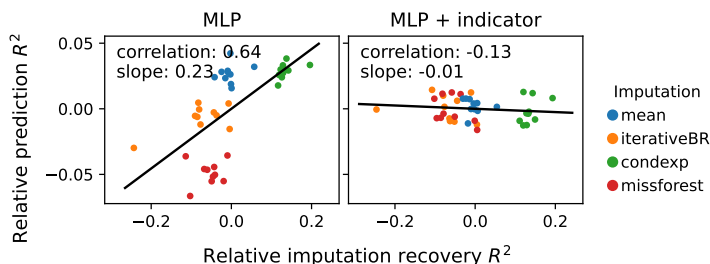 MLP
MLP + indicator
correlation: 0.64
slope: 0.23
correlation: -0.13
slope: -0.01
0.05
0.00
−0.05
Relative prediction R²
−0.2
0.0
0.2
−0.2
0.0
0.2
Relative imputation recovery R²
Imputation
mean
iterativeBR
condexp
missforest